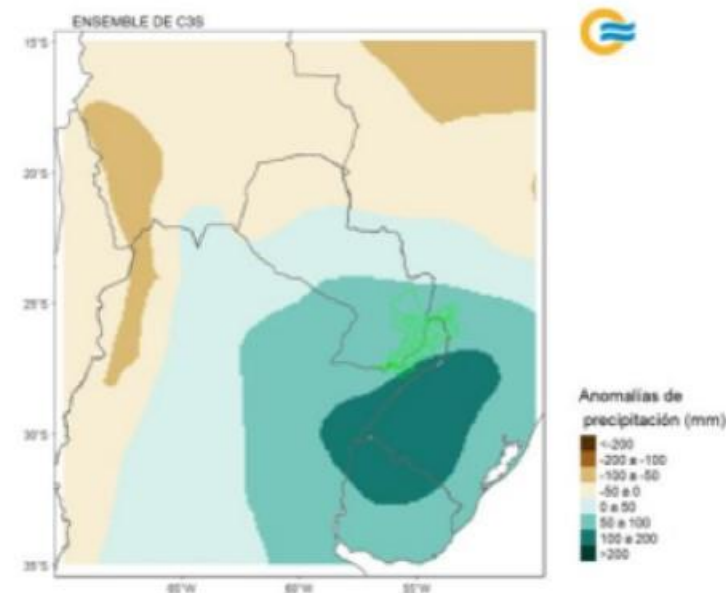 ENSEMBLE DE C3S
15°S
20°S
25°S
30°S
35°S
65°W
60°W
55°W
Anomalías de
precipitación (mm)
<-200
-200 a -100
-100 a -50
-50 a 0
0 a 50
50 a 100
100 a 200
>200